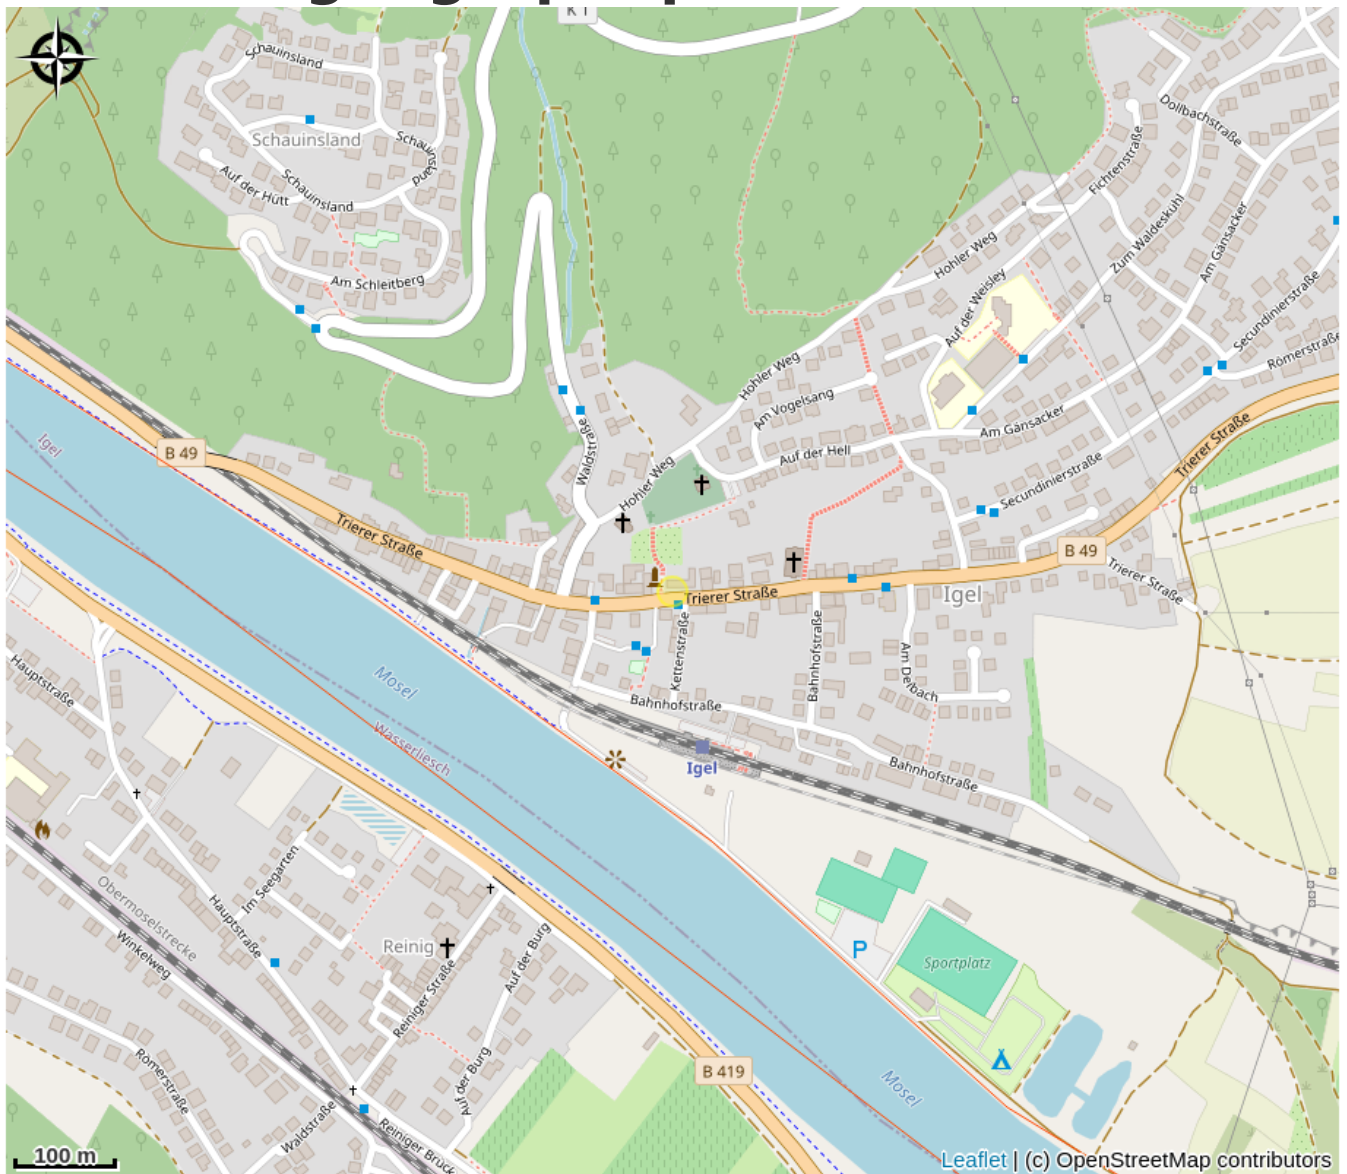 K 1
Schauinsland
Dollbachstraße
Schauinsland
Schauinsland
Fichtenstraße
Auf der Hütt
Schauinsland
Zum Waldeskühl
Am Gänsacker
Hohler Weg
Am Schleitberg
Auf der Weisley
Secundinierstraße
Römerstraße
Hohler Weg
Am Vogelsang
Igel
B 49
Waldstraße
Am Gänsacker
Trierer Straße
Auf der Hell
Hohler Weg
Secundinierstraße
Trierer Straße
B 49
Trierer Straße
Igel
Trierer Straße
Kettenstraße
Bahnhofstraße
Am Derbach
Hauptstraße
Mosel
Bahnhofstraße
Wasserliesch
Igel
Bahnhofstraße
Im Seegarten
Obermoselstrecke
Hauptstraße
Winkelweg
Reinig
Auf der Burg
P
Sportplatz
Reiniger Straße
B 419
Mosel
Römerstraße
Auf der Burg
Waldstraße
Reiniger Brück
100 m
Leaflet | (c) OpenStreetMap contributors